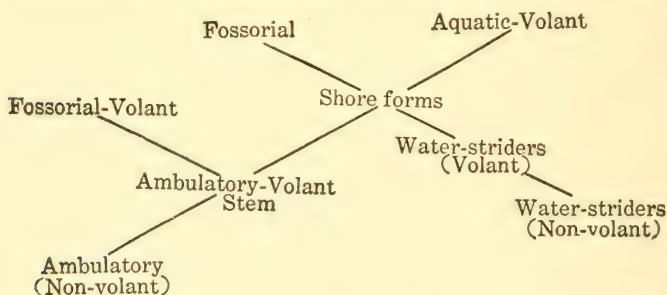 Fossorial
Aquatic-Volant
Shore forms
Fossorial-Volant
Water-striders
(Volant)
Ambulatory-Volant
Stem
Water-striders
(Non-volant)
Ambulatory
(Non-volant)